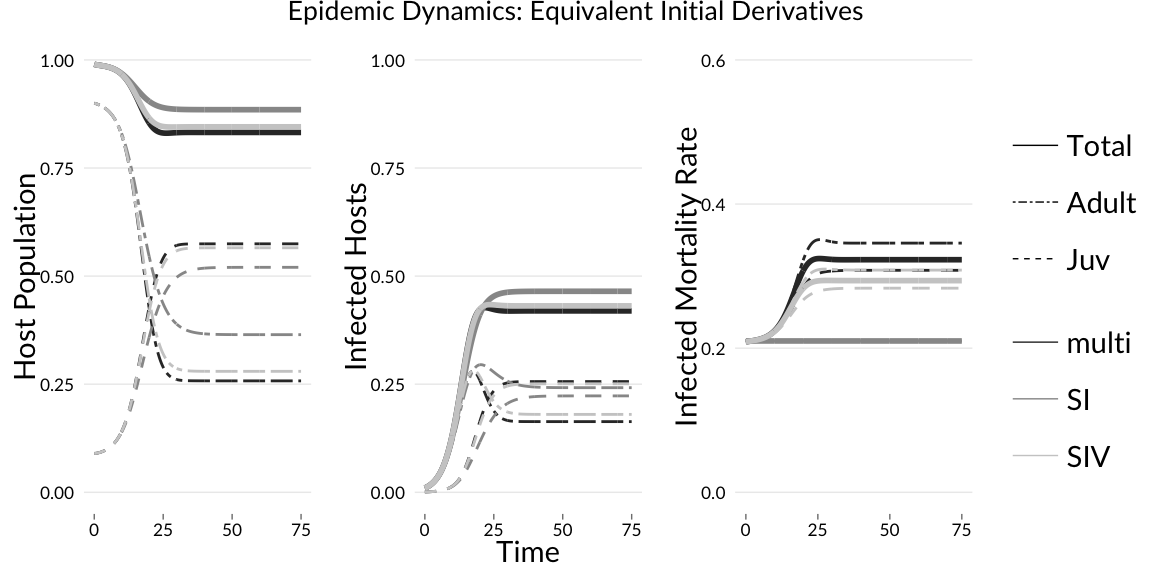 Epidemic Dynamics: Equivalent Initial Derivatives
Host Population
1.00
0.75
0.50
0.25
0.00
0 25 50 75
Infected Hosts
1.00
0.75
0.50
0.25
0.00
0 25 50 75
Infected Mortality Rate
0.6
0.4
0.2
0.0
0 25 50 75
Time
Total
Adult
Juv
multi
SI
SIV